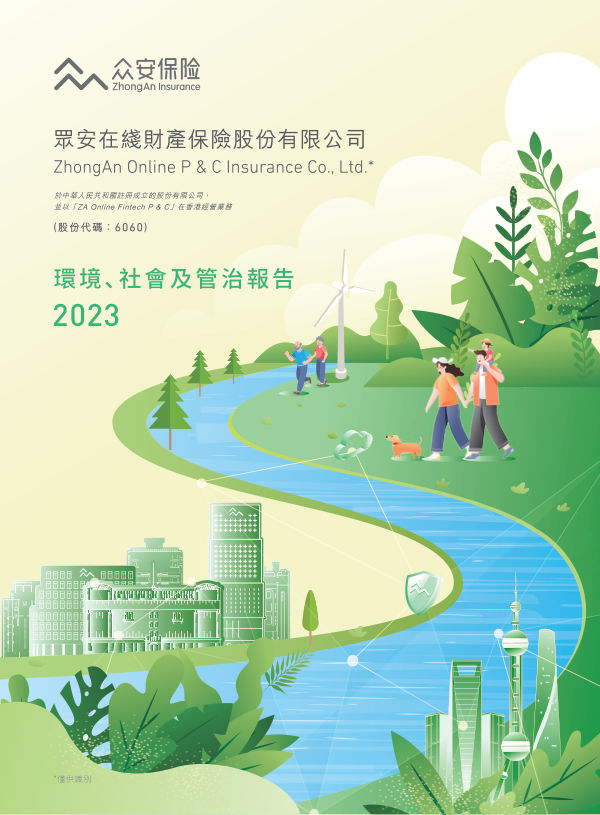 众安保险
ZhongAn Insurance
眾安在綫財產保險股份有限公司
ZhongAn Online P & C Insurance Co., Ltd.*
於中華人民共和國註冊成立的股份有限公司，
並以「ZA Online Fintech P & C」在香港經營業務
(股份代碼：6060)
環境、社會及管治報告
2023
*僅供識別